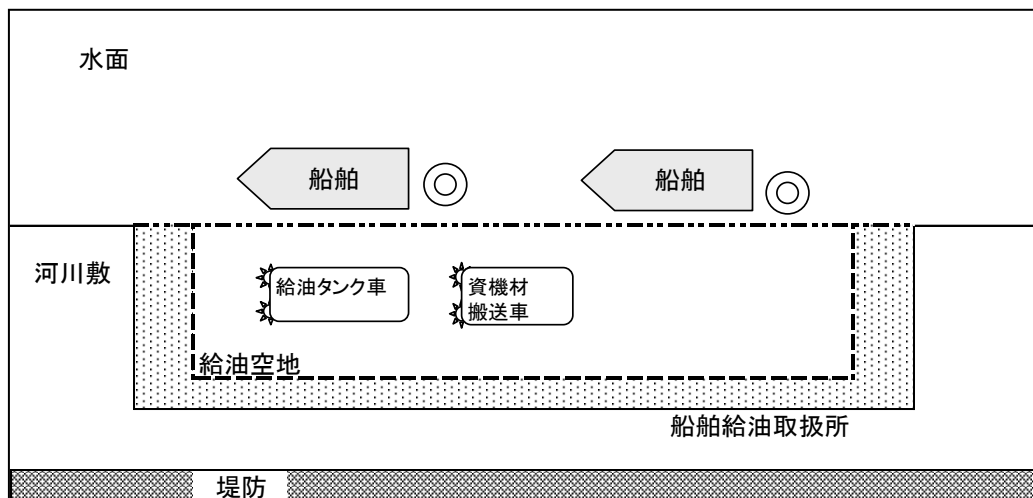 水面
船舶
船舶
河川敷
給油タンク車
資機材
搬送車
給油空地
船舶給油取扱所
堤防